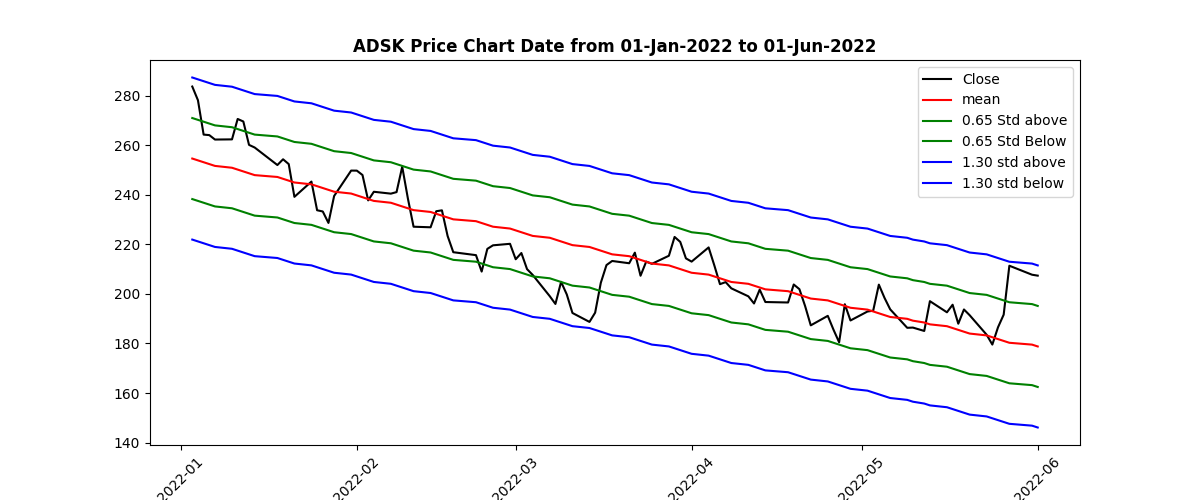 ADSK Price Chart Date from 01-Jan-2022 to 01-Jun-2022
280
260
240
220
200
180
160
140
Close
mean
0.65 Std above
0.65 Std Below
1.30 std above
1.30 std below
2022-01
2022-02
2022-03
2022-04
2022-05
2022-06